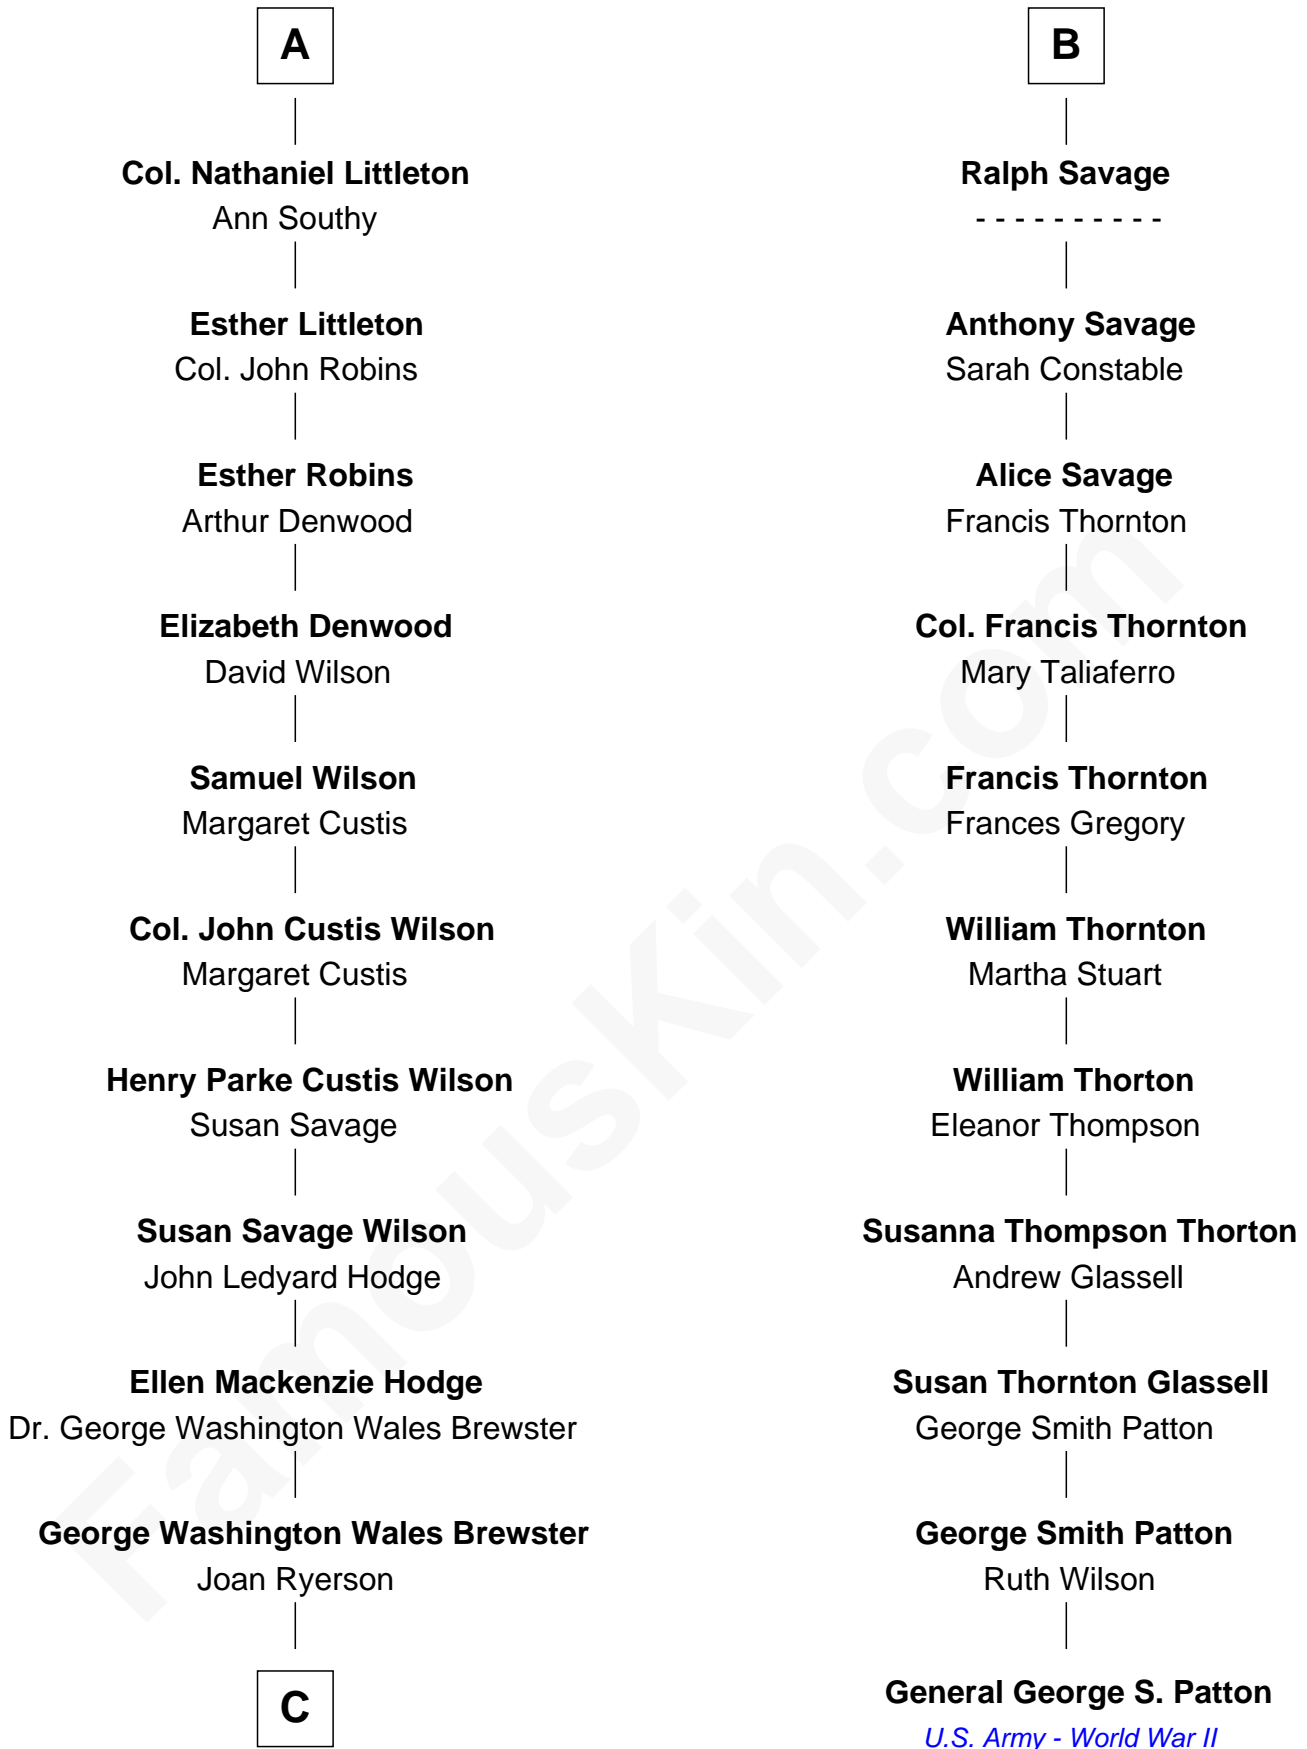 A
Col. Nathaniel Littleton
Ann Southy
Esther Littleton
Col. John Robins
Esther Robins
Arthur Denwood
Elizabeth Denwood
David Wilson
Samuel Wilson
Margaret Custis
Col. John Custis Wilson
Margaret Custis
Henry Parke Custis Wilson
Susan Savage
Susan Savage Wilson
John Ledyard Hodge
Ellen Mackenzie Hodge
Dr. George Washington Wales Brewster
George Washington Wales Brewster
Joan Ryerson
C
B
Ralph Savage
- - - - - - - - - -
Anthony Savage
Sarah Constable
Alice Savage
Francis Thornton
Col. Francis Thornton
Mary Taliaferro
Francis Thornton
Frances Gregory
William Thornton
Martha Stuart
William Thorton
Eleanor Thompson
Susanna Thompson Thorton
Andrew Glassell
Susan Thornton Glassell
George Smith Patton
George Smith Patton
Ruth Wilson
General George S. Patton
U.S. Army - World War II
FamousKin.com